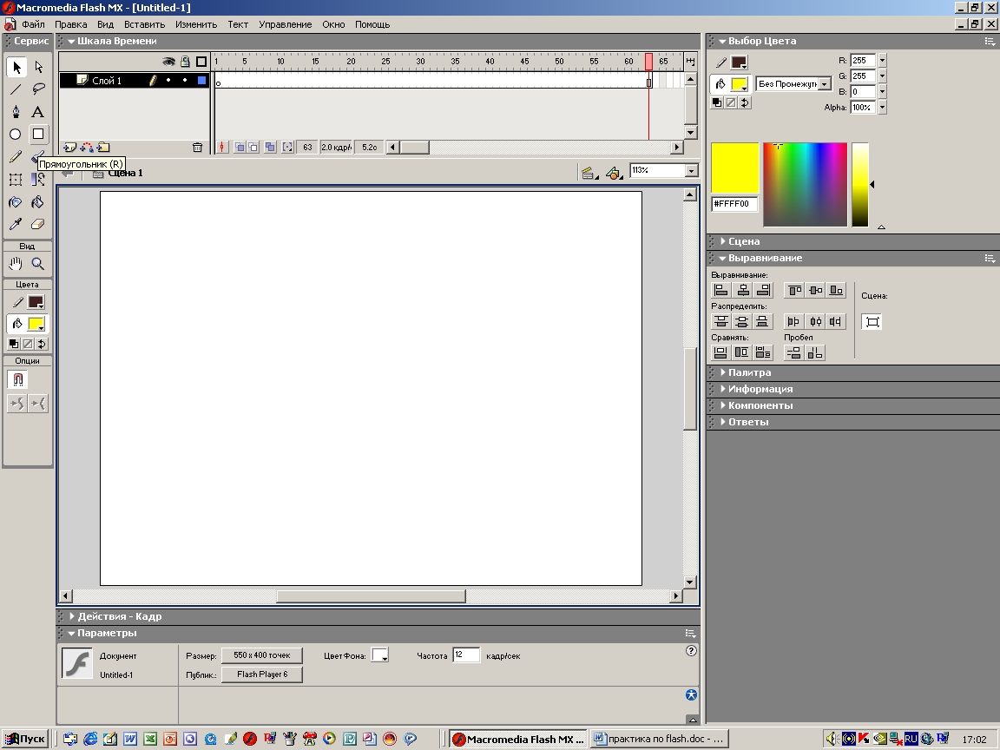 Macromedia Flash MX - [Untitled-1]
Файл Правка Вид Вставить Изменить Тект Управление Окно Помощь
Сервис
Шкала Времени
1 5 10 15 20 25 30 35 40 45 50 55 60 65
Слой 1
63 2.0 кдр/ 5.2с
Прямоугольник (R)
Сцена 1
113%
Вид
Цвета
Опции
Выбор Цвета
R: 255
Без Промежутк
G: 255
B: 0
Alpha: 100%
#FFFF00
Сцена
Выравнивание
Выравнивание:
Сцена:
Распределить:
Сравнять: Пробел
Палитра
Информация
Компоненты
Ответы
Действия - Кадр
Параметры
Документ Размер: 550 x 400 точек Цвет Фона: Частота 12 кадр/сек
Untitled-1 Публик.: Flash Player 6
Пуск Macromedia Flash MX ... практика по flash.doc - ... RU 17:02